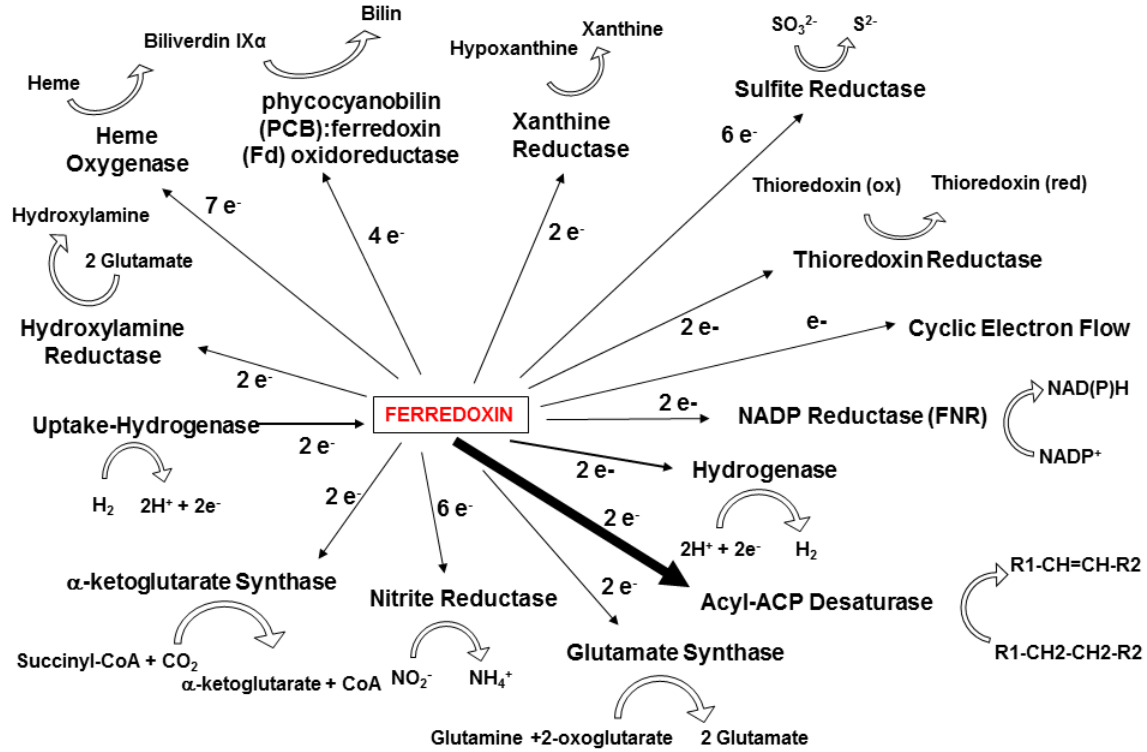 Bilin
Biliverdin IXα
Heme
Heme
Oxygenase
phycocyanobilin
(PCB):ferredoxin
(Fd) oxidoreductase
Xanthine
Hypoxanthine
Xanthine
Reductase
SO₃²⁻ S²⁻
Sulfite Reductase
6 e⁻
7 e⁻
4 e⁻
2 e⁻
Thioredoxin (ox) Thioredoxin (red)
Thioredoxin Reductase
2 e-
Hydroxylamine
2 Glutamate
Hydroxylamine
Reductase
2 e⁻
e-
Cyclic Electron Flow
FERREDOXIN
2 e-
NADP Reductase (FNR)
NAD(P)H
NADP⁺
Uptake-Hydrogenase
2 e⁻
H₂ 2H⁺ + 2e⁻
2 e-
Hydrogenase
2H⁺ + 2e⁻ H₂
2 e⁻
α-ketoglutarate Synthase
Succinyl-CoA + CO₂
α-ketoglutarate + CoA
6 e⁻
Nitrite Reductase
NO₂⁻ NH₄⁺
2 e⁻
Acyl-ACP Desaturase
R1-CH=CH-R2
R1-CH2-CH2-R2
2 e⁻
Glutamate Synthase
Glutamine +2-oxoglutarate 2 Glutamate